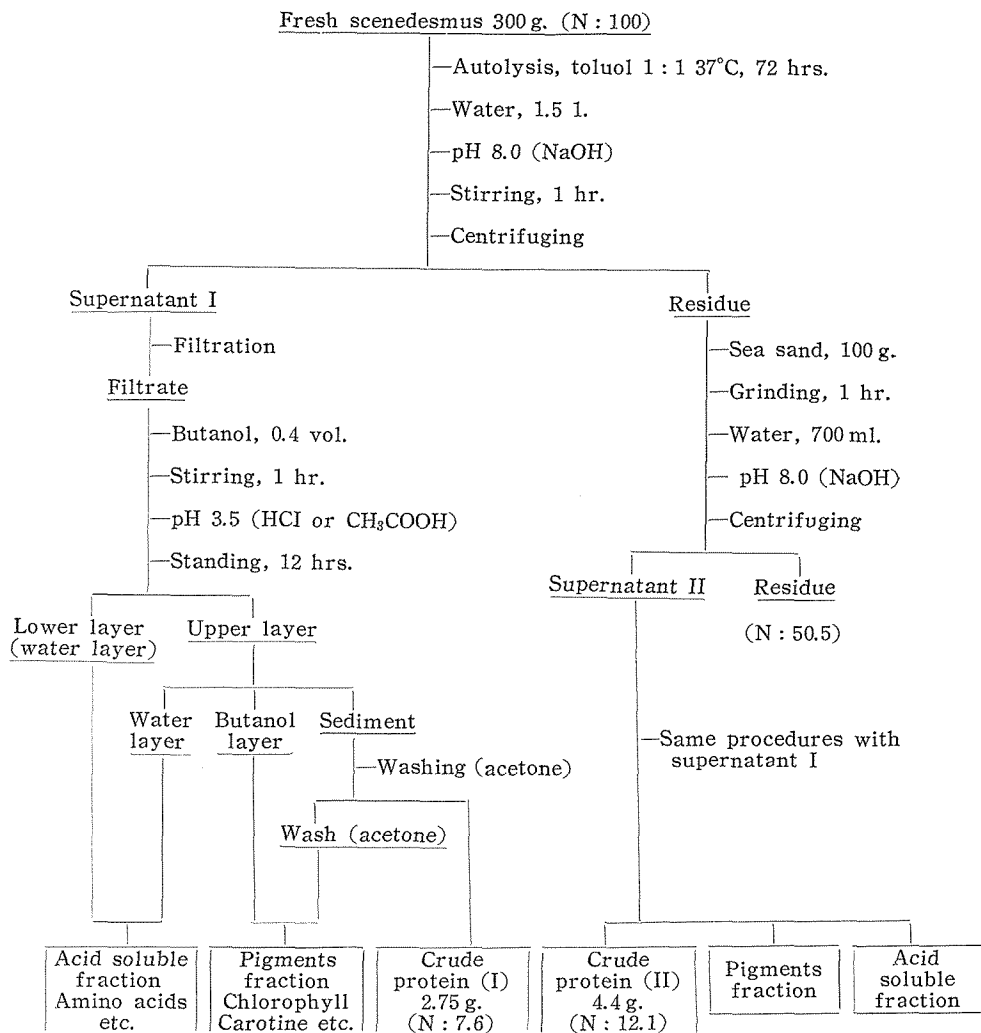 Fresh scenedesmus 300 g. (N : 100)
Autolysis, toluol 1 : 1 37°C, 72 hrs.
Water, 1.5 l.
pH 8.0 (NaOH)
Stirring, 1 hr.
Centrifuging
Supernatant I
Filtration
Filtrate
Butanol, 0.4 vol.
Stirring, 1 hr.
pH 3.5 (HCl or CH₃COOH)
Standing, 12 hrs.
Residue
Sea sand, 100 g.
Grinding, 1 hr.
Water, 700 ml.
pH 8.0 (NaOH)
Centrifuging
Lower layer
(water layer)
Upper layer
Water
layer
Butanol
layer
Sediment
Washing (acetone)
Wash (acetone)
Supernatant II
Residue
(N : 50.5)
Same procedures with
supernatant I
Acid soluble
fraction
Amino acids
etc.
Pigments
fraction
Chlorophyll
Carotine etc.
Crude
protein (I)
2.75 g.
(N : 7.6)
Crude
protein (II)
4.4 g.
(N : 12.1)
Pigments
fraction
Acid
soluble
fraction